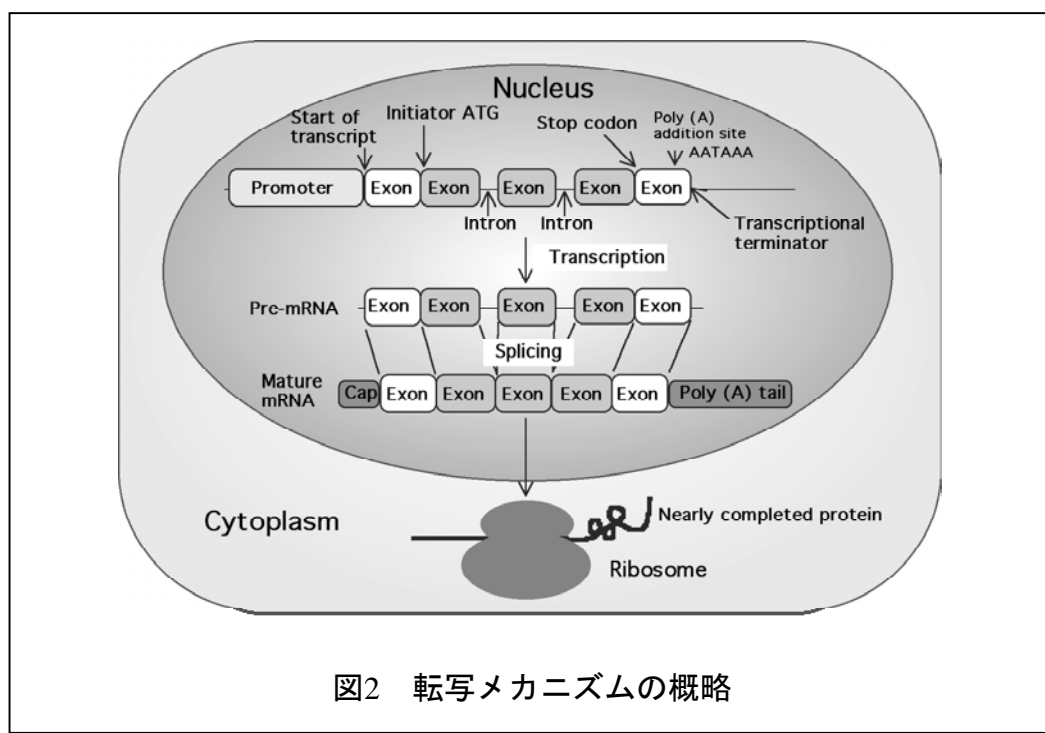 Nucleus
Start of
transcript
Initiator ATG
Stop codon
Poly (A)
addition site
AATAAA
Promoter
Exon
Exon
Exon
Exon
Exon
Intron
Intron
Transcriptional
terminator
Transcription
Pre-mRNA
Exon
Exon
Exon
Exon
Exon
Splicing
Mature
mRNA
Cap
Exon
Exon
Exon
Exon
Exon
Poly (A) tail
Cytoplasm
Nearly completed protein
Ribosome
図2 転写メカニズムの概略